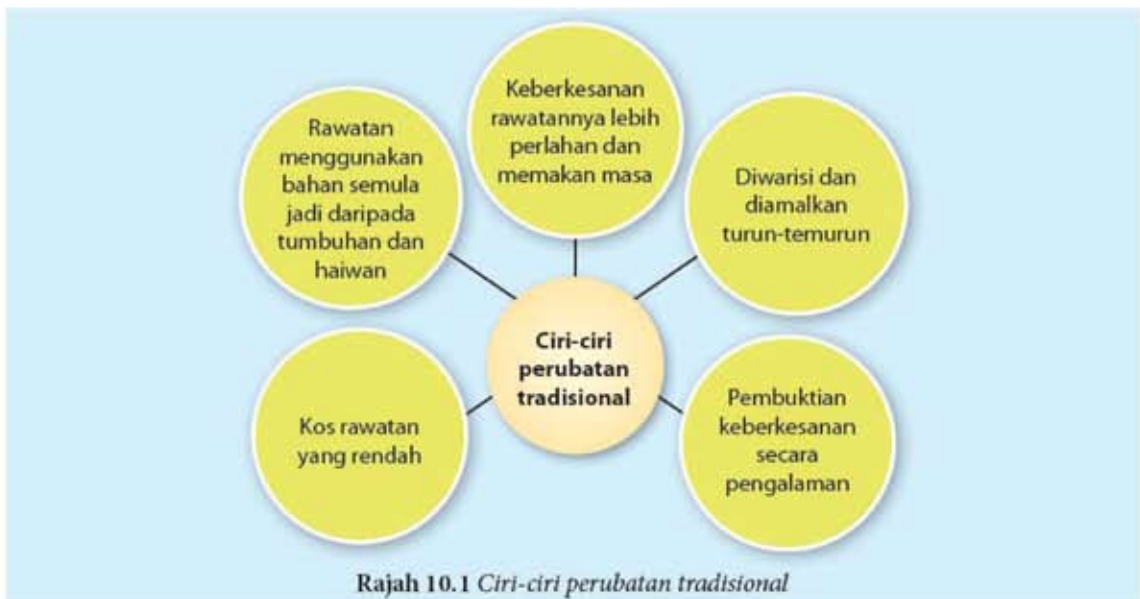 Keberkesanan
rawatannya lebih
perlahan dan
memakan masa
Rawatan
menggunakan
bahan semula
jadi daripada
tumbuhan dan
haiwan
Diwarisi dan
diamalkan
turun-temurun
Ciri-ciri
perubatan
tradisional
Kos rawatan
yang rendah
Pembuktian
keberkesanan
secara
pengalaman
Rajah 10.1 Ciri-ciri perubatan tradisional